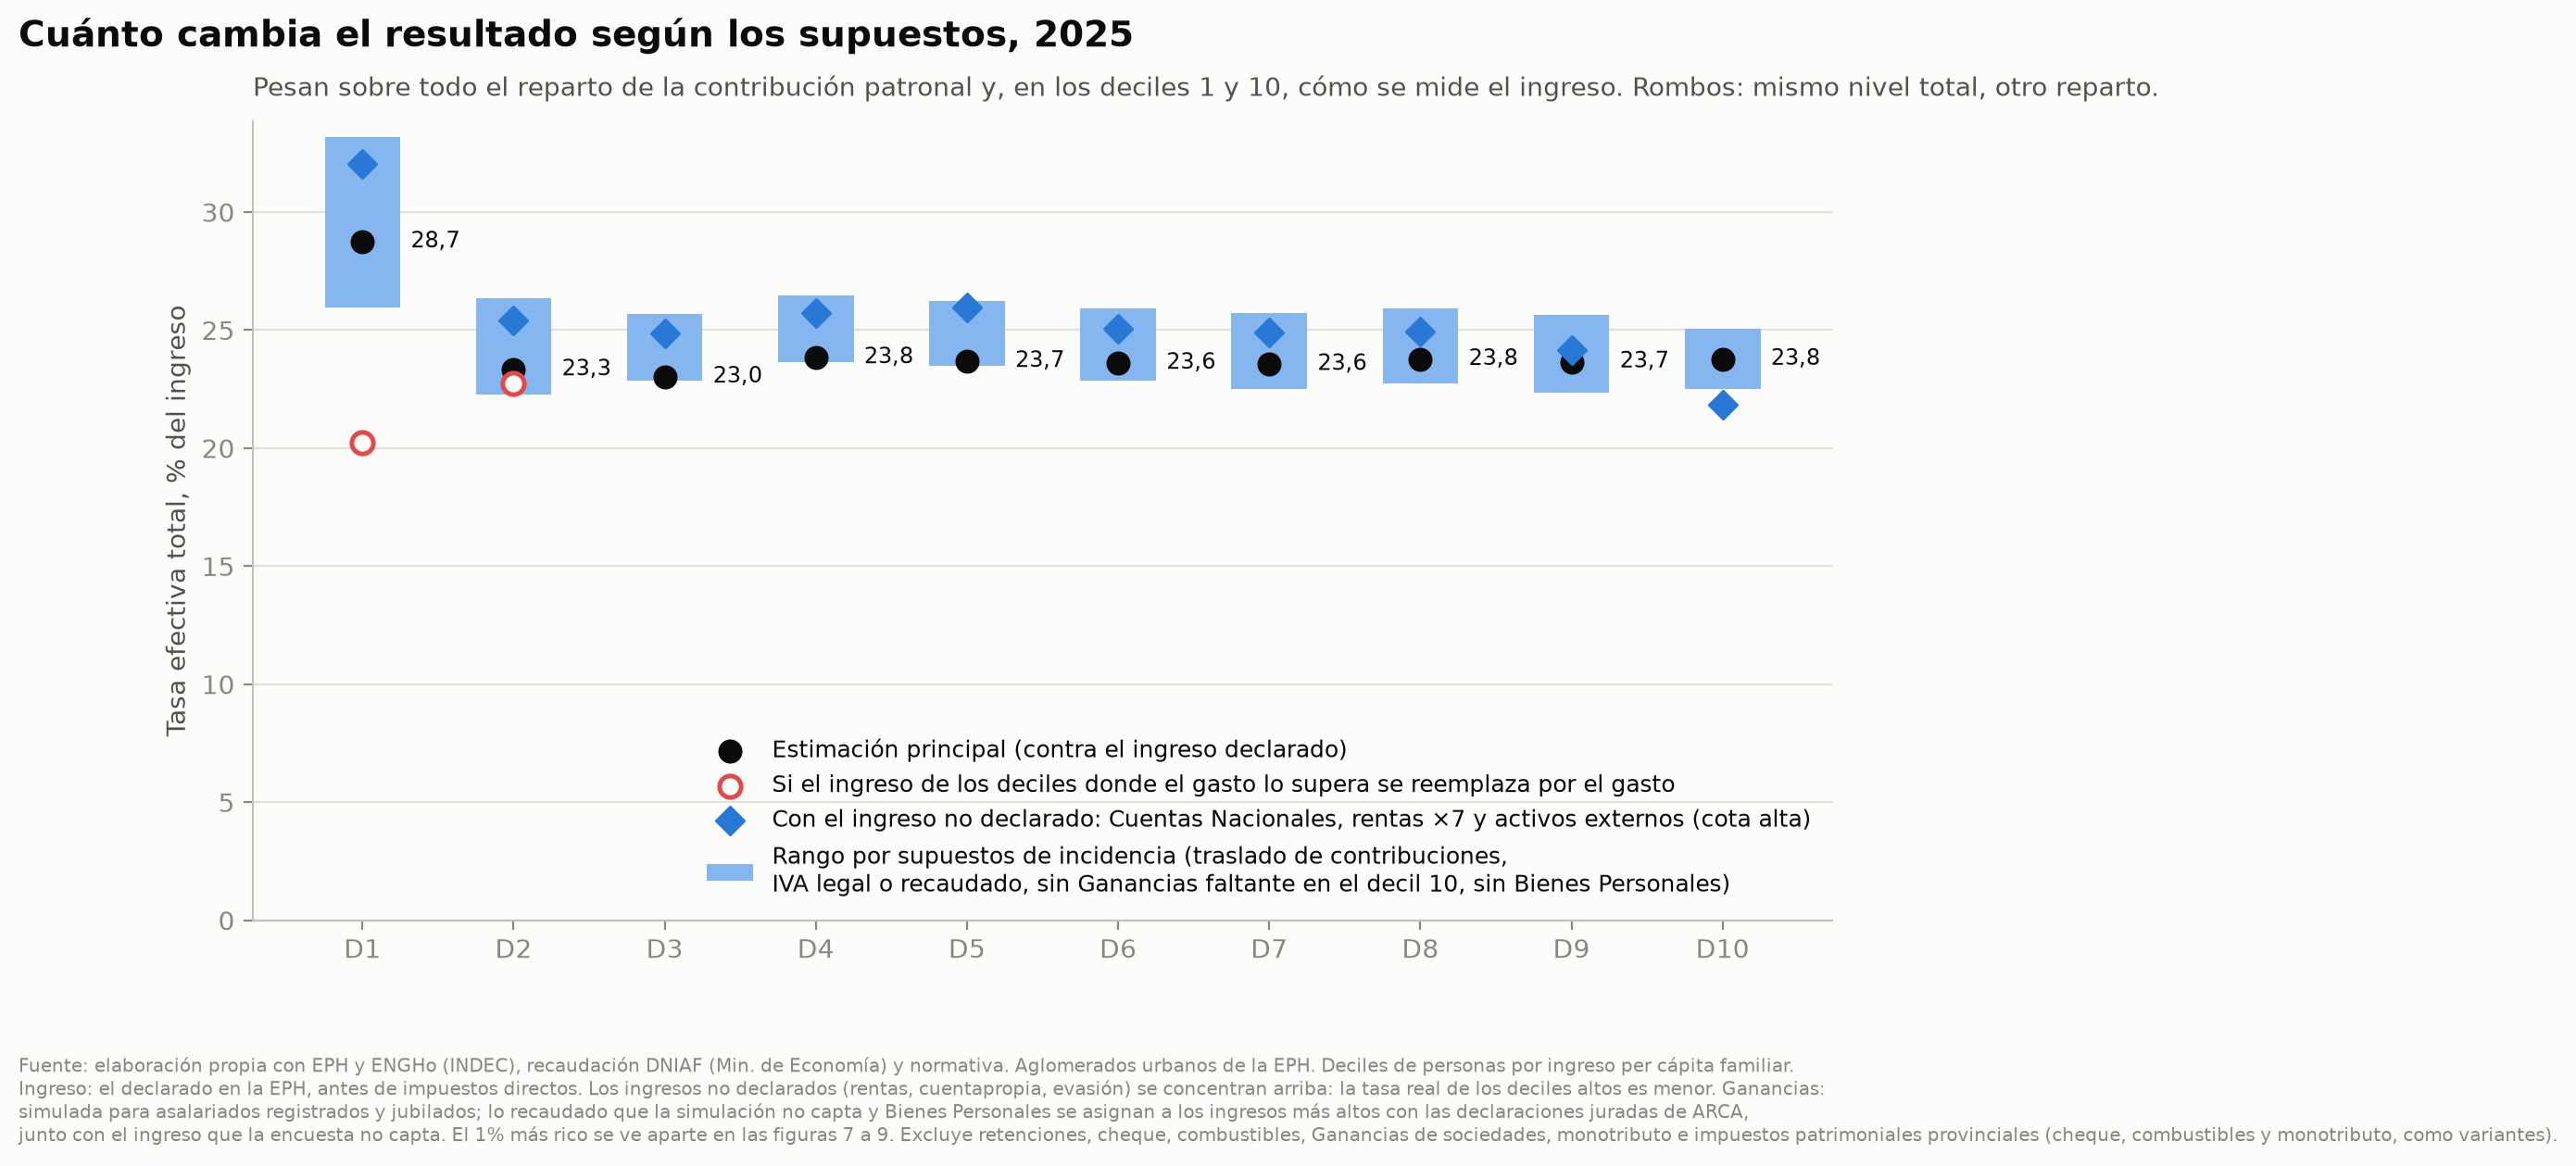 Cuánto cambia el resultado según los supuestos, 2025
Pesan sobre todo el reparto de la contribución patronal y, en los deciles 1 y 10, cómo se mide el ingreso. Rombos: mismo nivel total, otro reparto.
Tasa efectiva total, % del ingreso
30
25
20
15
10
5
0
28,7
23,3
23,0
23,8
23,7
23,6
23,6
23,8
23,7
23,8
Estimación principal (contra el ingreso declarado)
Si el ingreso de los deciles donde el gasto lo supera se reemplaza por el gasto
Con el ingreso no declarado: Cuentas Nacionales, rentas ×7 y activos externos (cota alta)
Rango por supuestos de incidencia (traslado de contribuciones,
IVA legal o recaudado, sin Ganancias faltante en el decil 10, sin Bienes Personales)
D1 D2 D3 D4 D5 D6 D7 D8 D9 D10
Fuente: elaboración propia con EPH y ENGHo (INDEC), recaudación DNIAF (Min. de Economía) y normativa. Aglomerados urbanos de la EPH. Deciles de personas por ingreso per cápita familiar.
Ingreso: el declarado en la EPH, antes de impuestos directos. Los ingresos no declarados (rentas, cuentapropia, evasión) se concentran arriba: la tasa real de los deciles altos es menor. Ganancias:
simulada para asalariados registrados y jubilados; lo recaudado que la simulación no capta y Bienes Personales se asignan a los ingresos más altos con las declaraciones juradas de ARCA,
junto con el ingreso que la encuesta no capta. El 1% más rico se ve aparte en las figuras 7 a 9. Excluye retenciones, cheque, combustibles, Ganancias de sociedades, monotributo e impuestos patrimoniales provinciales (cheque, combustibles y monotributo, como variantes).